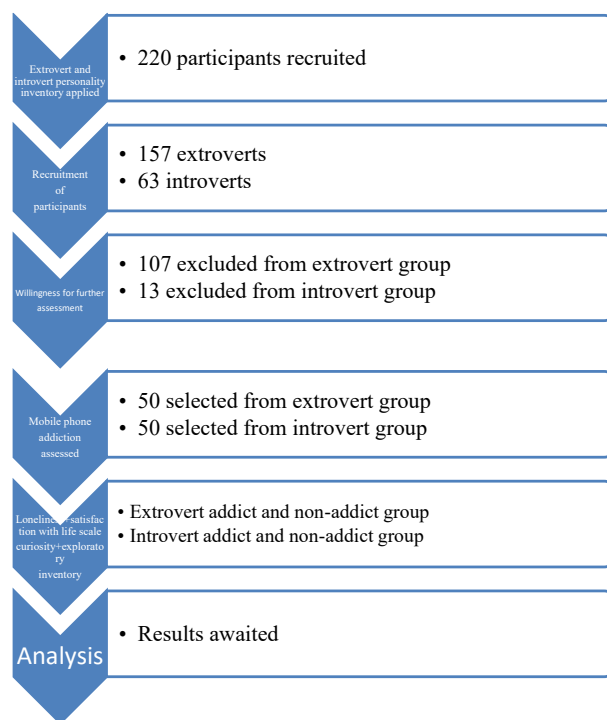 Extrovert and
introvert personality
inventory applied
• 220 participants recruited
Recruitment
of
participants
• 157 extroverts
• 63 introverts
Willingness for further
assessment
• 107 excluded from extrovert group
• 13 excluded from introvert group
Mobile phone
addiction
assessed
• 50 selected from extrovert group
• 50 selected from introvert group
+satisfac
tion with life scale
curiosity+explorato
ry
inventory
• Extrovert addict and non-addict group
• Introvert addict and non-addict group
Analysis
• Results awaited